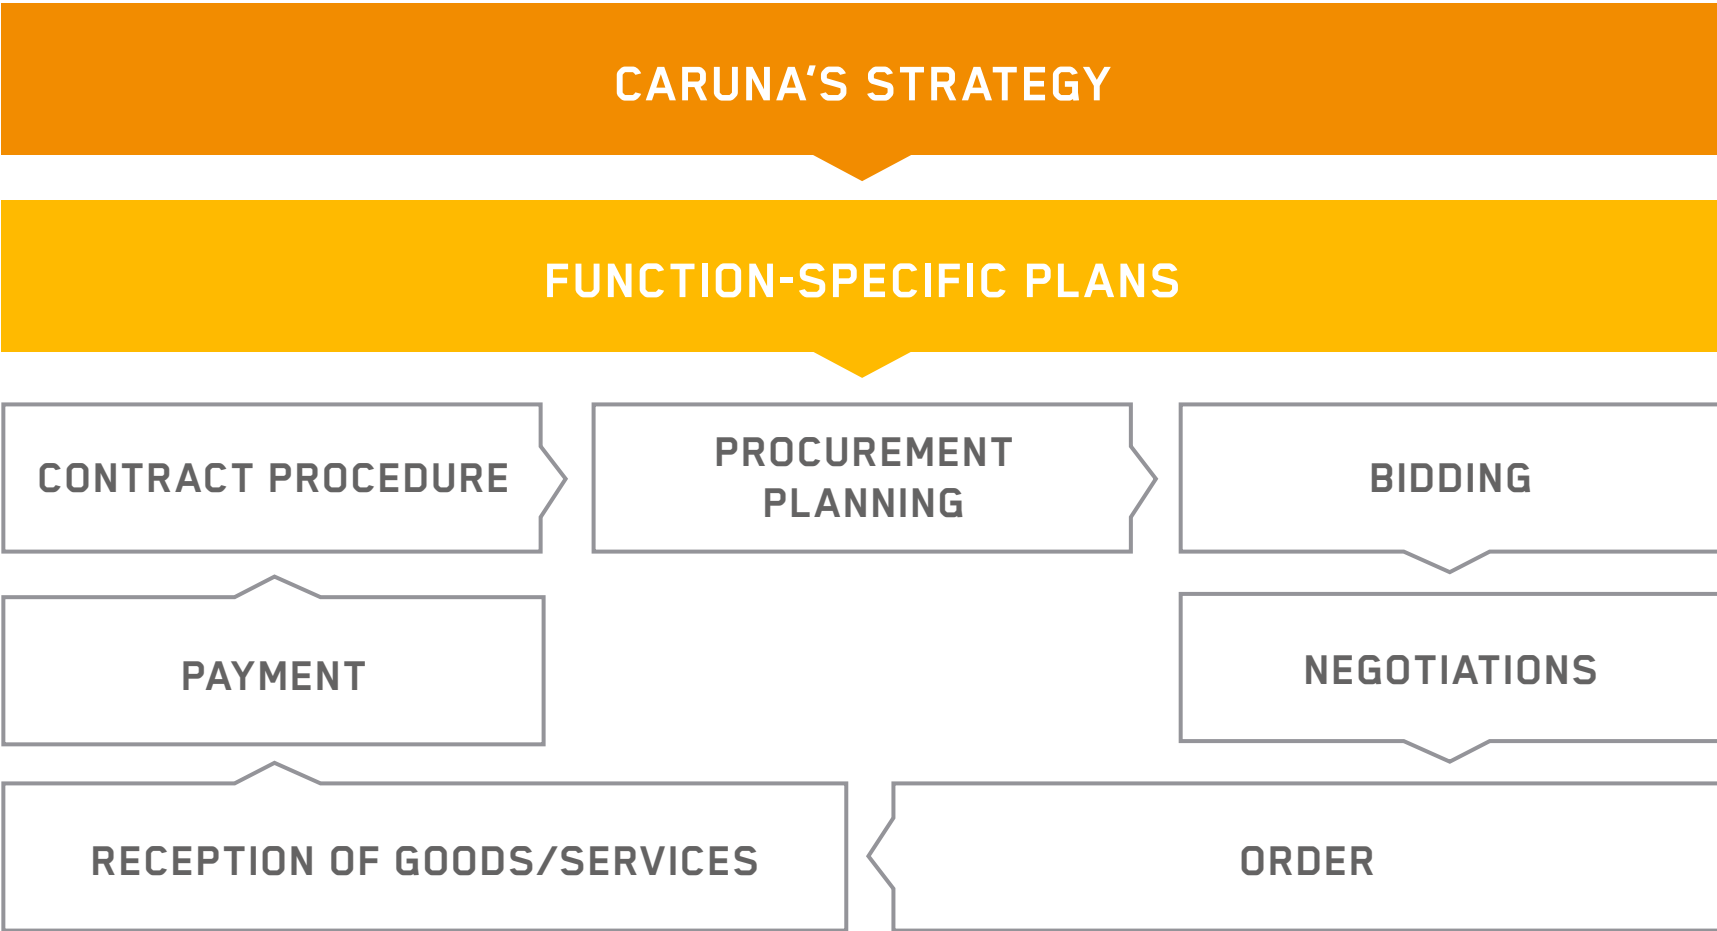 CARUNA'S STRATEGY
FUNCTION-SPECIFIC PLANS
CONTRACT PROCEDURE
PROCUREMENT
PLANNING
BIDDING
PAYMENT
NEGOTIATIONS
RECEPTION OF GOODS/SERVICES
ORDER